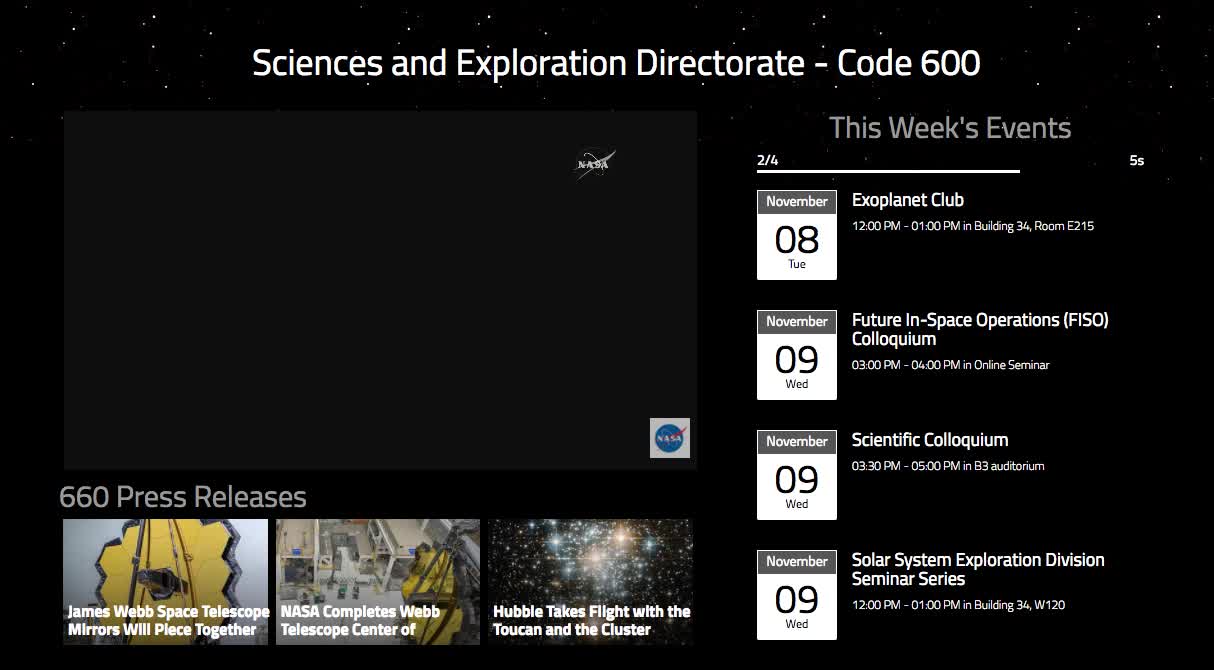 Sciences and Exploration Directorate - Code 600
NASA
NASA
660 Press Releases
James Webb Space Telescope
Mirrors Will Piece Together
NASA Completes Webb
Telescope Center of
Hubble Takes Flight with the
Toucan and the Cluster
This Week's Events
2/4
5s
November
08
Tue
Exoplanet Club
12:00 PM - 01:00 PM in Building 34, Room E215
November
09
Wed
Future In-Space Operations (FISO)
Colloquium
03:00 PM - 04:00 PM in Online Seminar
November
09
Wed
Scientific Colloquium
03:30 PM - 05:00 PM in B3 auditorium
November
09
Wed
Solar System Exploration Division
Seminar Series
12:00 PM - 01:00 PM in Building 34, W120